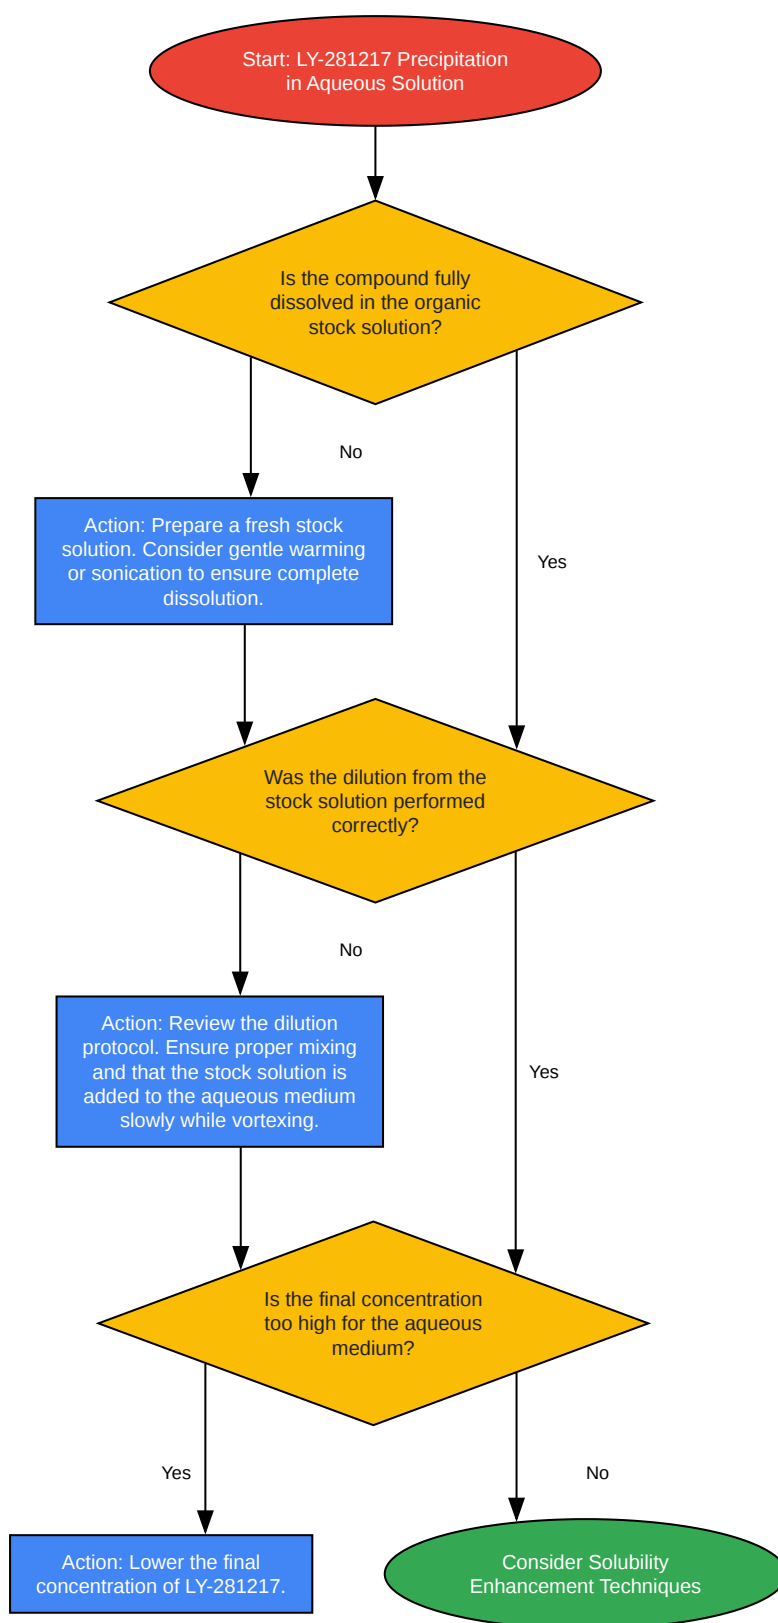 Start: LY-281217 Precipitation
in Aqueous Solution
Is the compound fully
dissolved in the organic
stock solution?
No
Action: Prepare a fresh stock
solution. Consider gentle warming
or sonication to ensure complete
dissolution.
Yes
Was the dilution from the
stock solution performed
correctly?
No
Action: Review the dilution
protocol. Ensure proper mixing
and that the stock solution is
added to the aqueous medium
slowly while vortexing.
Yes
Is the final concentration
too high for the aqueous
medium?
Yes
No
Action: Lower the final
concentration of LY-281217.
Consider Solubility
Enhancement Techniques